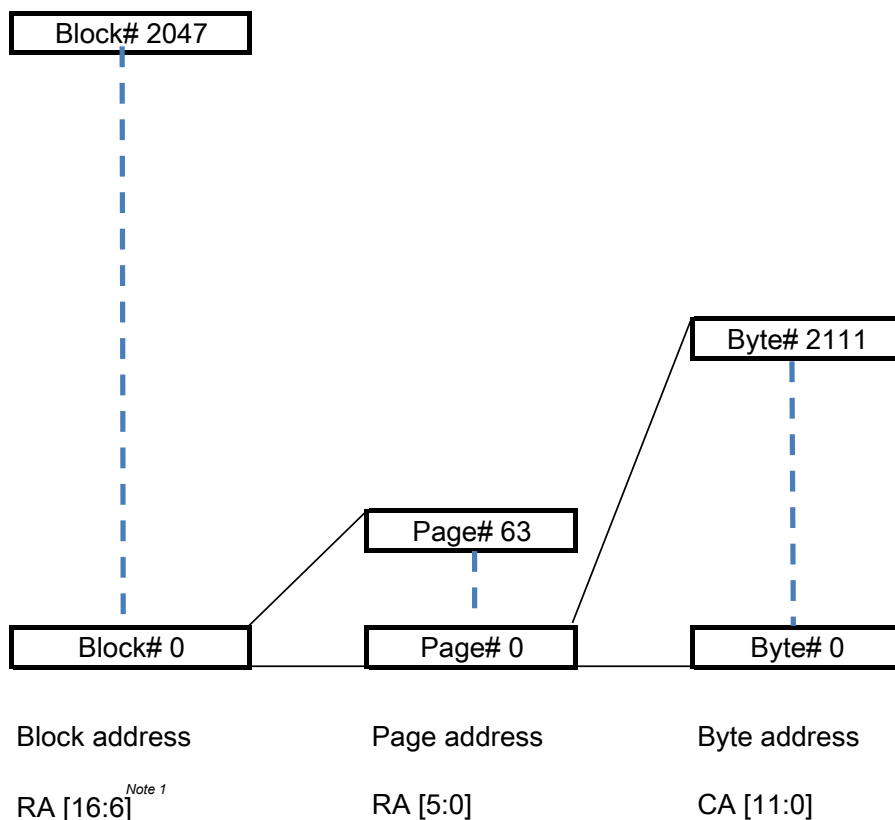 Block# 2047
Byte# 2111
Page# 63
Block# 0
Page# 0
Byte# 0
Block address
Page address
Byte address
RA [16:6] Note 1
RA [5:0]
CA [11:0]